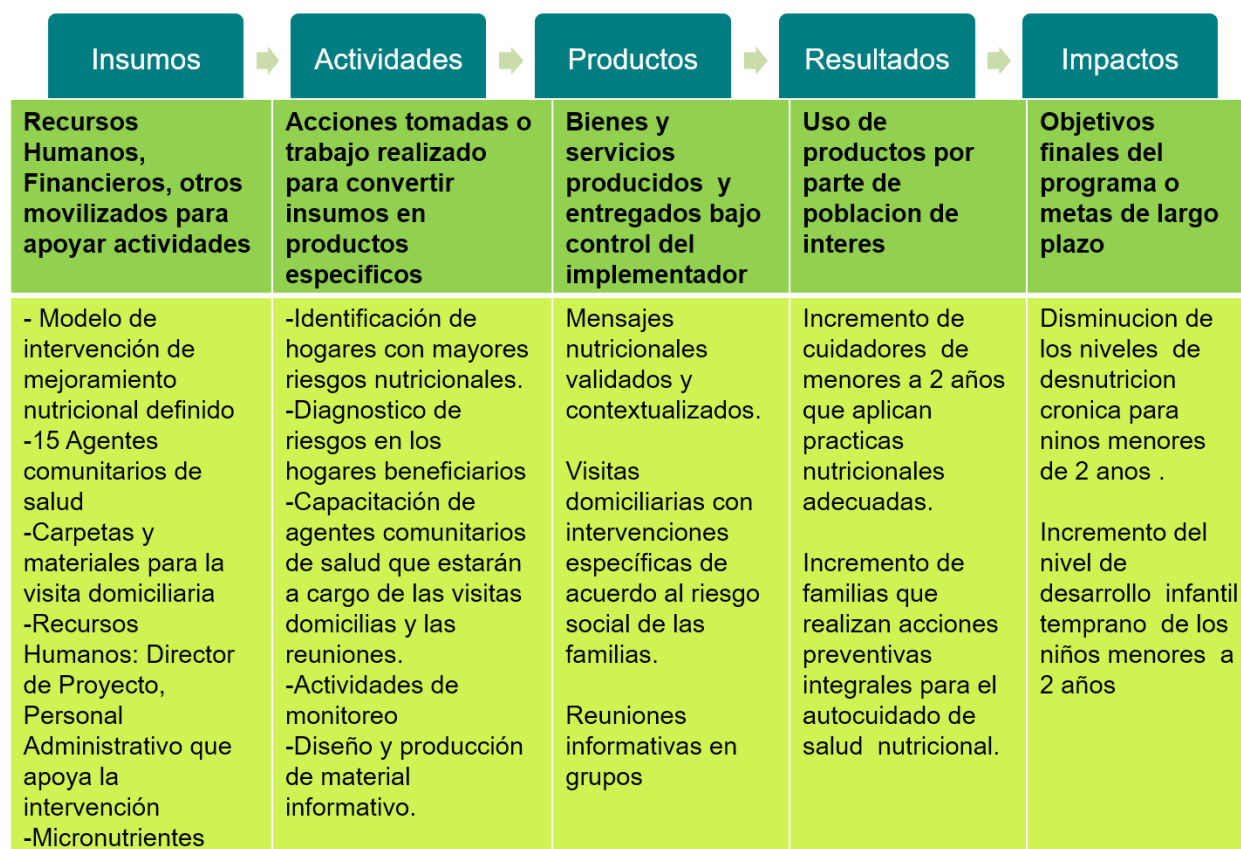 Insumos
Actividades
Productos
Resultados
Impactos
Recursos
Humanos,
Financieros, otros
movilizados para
apoyar actividades
Acciones tomadas o
trabajo realizado
para convertir
insumos en
productos
especificos
Bienes y
servicios
producidos y
entregados bajo
control del
implementador
Uso de
productos por
parte de
poblacion de
interes
Objetivos
finales del
programa o
metas de largo
plazo
- Modelo de
intervención de
mejoramiento
nutricional definido
-15 Agentes
comunitarios de
salud
-Carpetas y
materiales para la
visita domiciliaria
-Recursos
Humanos: Director
de Proyecto,
Personal
Administrativo que
apoya la
intervención
-Micronutrientes
-Identificación de
hogares con mayores
riesgos nutricionales.
-Diagnostico de
riesgos en los
hogares beneficiarios
-Capacitación de
agentes comunitarios
de salud que estarán
a cargo de las visitas
domicilias y las
reuniones.
-Actividades de
monitoreo
-Diseño y producción
de material
informativo.
Mensajes
nutricionales
validados y
contextualizados.
Visitas
domiciliarias con
intervenciones
específicas de
acuerdo al riesgo
social de las
familias.
Reuniones
informativas en
grupos
Incremento de
cuidadores de
menores a 2 años
que aplican
practicas
nutricionales
adecuadas.
Incremento de
familias que
realizan acciones
preventivas
integrales para el
autocuidado de
salud nutricional.
Disminucion de
los niveles de
desnutricion
cronica para
ninos menores
de 2 anos .
Incremento del
nivel de
desarrollo infantil
temprano de los
niños menores a
2 años